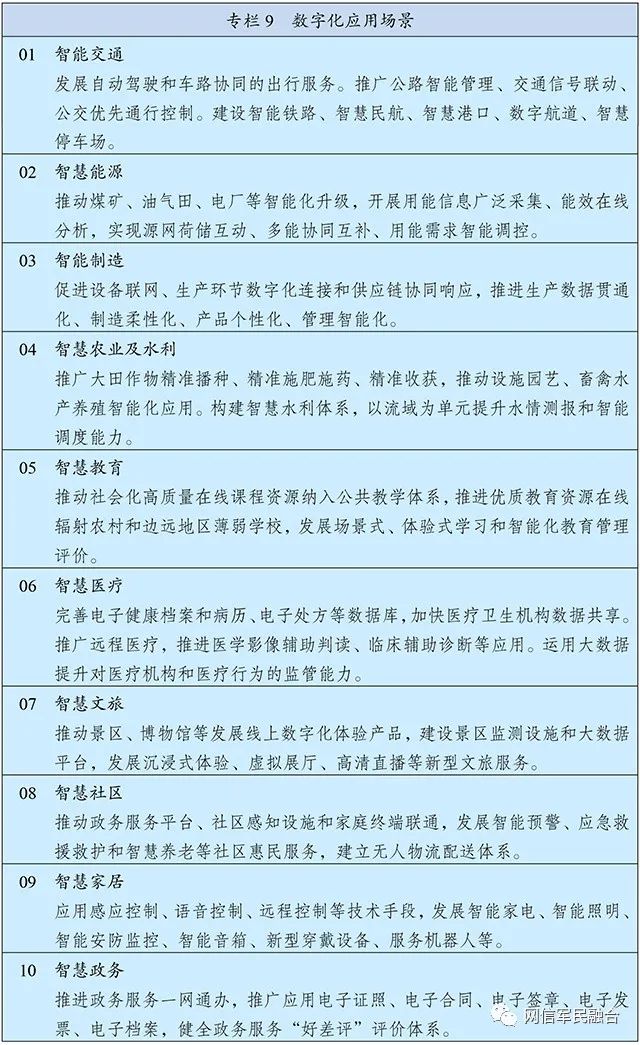 专栏 9 数字化应用场景
01 智能交通
发展自动驾驶和车路协同的出行服务。推广公路智能管理、交通信号联动、
公交优先通行控制。建设智能铁路、智慧民航、智慧港口、数字航道、智慧
停车场。
02 智慧能源
推动煤矿、油气田、电厂等智能化升级，开展用能信息广泛采集、能效在线
分析，实现源网荷储互动、多能协同互补、用能需求智能调控。
03 智能制造
促进设备联网、生产环节数字化连接和供应链协同响应，推进生产数据贯通
化、制造柔性化、产品个性化、管理智能化。
04 智慧农业及水利
推广大田作物精准播种、精准施肥施药、精准收获，推动设施园艺、畜禽水
产养殖智能化应用。构建智慧水利体系，以流域为单元提升水情测报和智能
调度能力。
05 智慧教育
推动社会化高质量在线课程资源纳入公共教学体系，推进优质教育资源在线
辐射农村和边远地区薄弱学校，发展场景式、体验式学习和智能化教育管理
评价。
06 智慧医疗
完善电子健康档案和病历、电子处方等数据库，加快医疗卫生机构数据共享。
推广远程医疗，推进医学影像辅助判读、临床辅助诊断等应用。运用大数据
提升对医疗机构和医疗行为的监管能力。
07 智慧文旅
推动景区、博物馆等发展线上数字化体验产品，建设景区监测设施和大数据
平台，发展沉浸式体验、虚拟展厅、高清直播等新型文旅服务。
08 智慧社区
推动政务服务平台、社区感知设施和家庭终端联通，发展智能预警、应急救
援救护和智慧养老等社区惠民服务，建立无人物流配送体系。
09 智慧家居
应用感应控制、语音控制、远程控制等技术手段，发展智能家电、智能照明、
智能安防监控、智能音箱、新型穿戴设备、服务机器人等。
10 智慧政务
推进政务服务一网通办，推广应用电子证照、电子合同、电子签章、电子发
票、电子档案，健全政务服务“好差评”评价体系。
网信军民融合